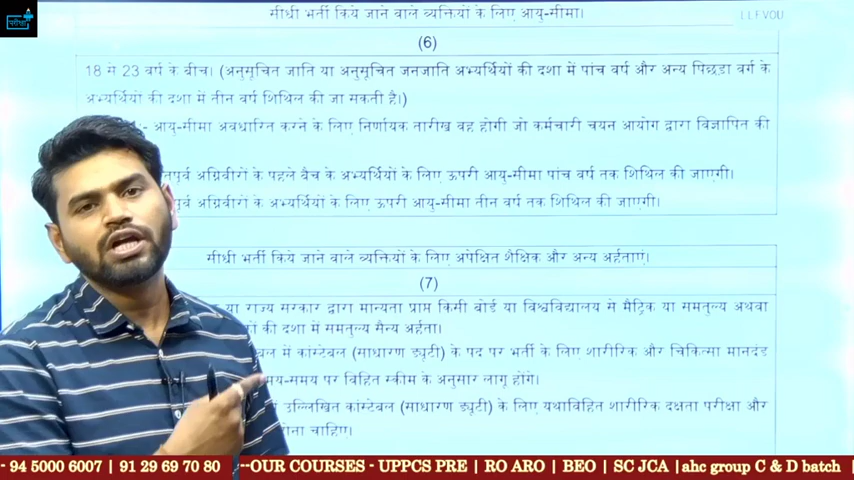 परीक्षा
सीधी भर्ती किये जाने वाले व्यक्तियों के लिए आयु-सीमा।
(6)
18 से 23 वर्ष के बीच। (अनुसूचित जाति या अनुसूचित जनजाति अभ्यर्थियों की दशा में पांच वर्ष और अन्य पिछड़ा वर्ग के
अभ्यर्थियों की दशा में तीन वर्ष शिथिल की जा सकती है।)
:- आयु-सीमा अवधारित करने के लिए निर्णायक तारीख वह होगी जो कर्मचारी चयन आयोग द्वारा विज्ञापित की
अग्निवीरों के पहले बैच के अभ्यर्थियों के लिए ऊपरी आयु-सीमा पांच वर्ष तक शिथिल की जाएगी।
अग्निवीरों के अभ्यर्थियों के लिए ऊपरी आयु-सीमा तीन वर्ष तक शिथिल की जाएगी।
सीधी भर्ती किये जाने वाले व्यक्तियों के लिए अपेक्षित शैक्षिक और अन्य अर्हताएं।
(7)
या राज्य सरकार द्वारा मान्यता प्राप्त किसी बोर्ड या विश्वविद्यालय से मैट्रिक या समतुल्य अथवा
की दशा में समतुल्य सैन्य अर्हता।
में कांस्टेबल (साधारण ड्यूटी) के पद पर भर्ती के लिए शारीरिक और चिकित्सा मानदंड
समय पर विहित स्कीम के अनुसार लागू होंगे।
उल्लिखित कांस्टेबल (साधारण ड्यूटी) के लिए यथाविहित शारीरिक दक्षता परीक्षा और
चाहिए।
- 94 5000 6007 | 91 29 69 70 80 --OUR COURSES - UPPCS PRE | RO ARO | BEO | SC JCA |ahc group C & D batch |